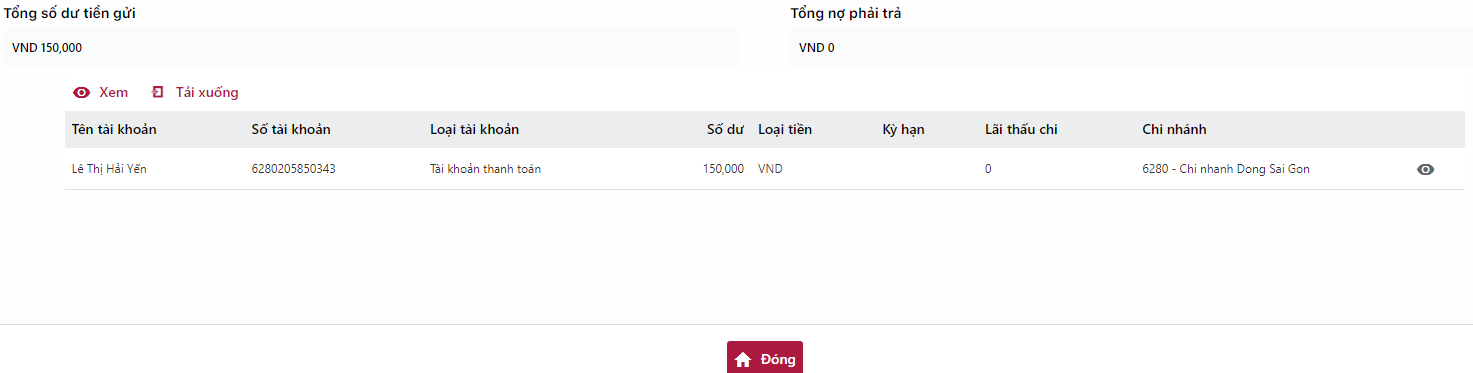 Tổng số dư tiền gửi Tổng nợ phải trả
VND 150,000 VND 0
Xem Tải xuống
Tên tài khoản Số tài khoản Loại tài khoản Số dư Loại tiền Kỳ hạn Lãi thấu chi Chi nhánh
Lê Thị Hải Yến 6280205850343 Tài khoản thanh toán 150,000 VND 0 6280 - Chi nhanh Dong Sai Gon
Đóng